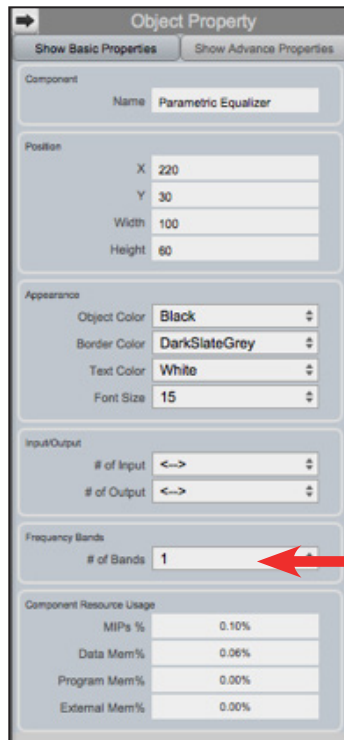 Object Property
Show Basic Properties Show Advance Properties
Component
Name Parametric Equalizer
Position
X 220
Y 30
Width 100
Height 60
Appearance
Object Color Black
Border Color DarkSlateGrey
Text Color White
Font Size 15
Input/Output
# of Input <-->
# of Output <-->
Frequency Bands
# of Bands 1
Component Resource Usage
MIPs % 0.10%
Data Mem% 0.06%
Program Mem% 0.00%
External Mem% 0.00%